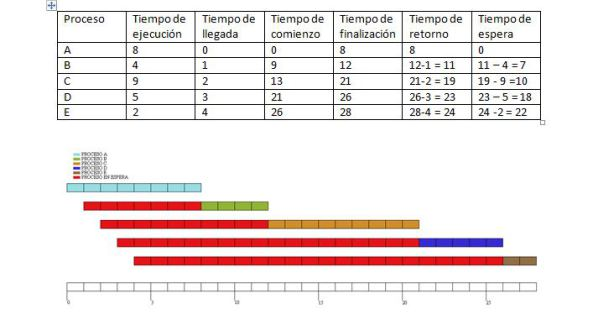 Proceso Tiempo de ejecución Tiempo de llegada Tiempo de comienzo Tiempo de finalización Tiempo de retorno Tiempo de espera
A 8 0 0 8 8 0
B 4 1 9 12 12-1 = 11 11 – 4 = 7
C 9 2 13 21 21-2 = 19 19 - 9 =10
D 5 3 21 26 26-3 = 23 23 – 5 = 18
E 2 4 26 28 28-4 = 24 24 -2 = 22
PROCESO A
PROCESO B
PROCESO C
PROCESO D
PROCESO E
PROCESO EN ESPERA
0 5 10 15 20 25